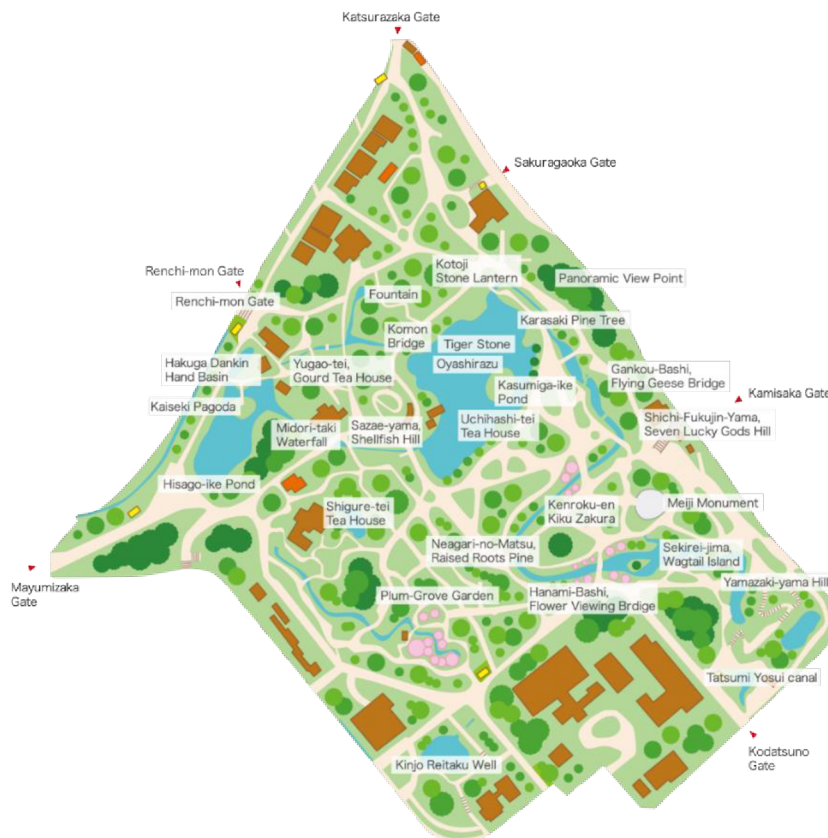 Katsurazaka Gate
Sakuragaoka Gate
Kotoji
Stone Lantern
Renchi-mon Gate
Panoramic View Point
Renchi-mon Gate
Fountain
Karasaki Pine Tree
Komon
Bridge
Tiger Stone
Oyashirazu
Hakuga Dankin
Hand Basin
Yugao-tei,
Gourd Tea House
Gankou-Bashi,
Flying Geese Bridge
Kasumiga-ike
Pond
Kamisaka Gate
Kaiseki Pagoda
Shichi-Fukujin-Yama,
Seven Lucky Gods Hill
Midori-taki
Waterfall
Sazae-yama,
Shellfish Hill
Uchihashi-tei
Tea House
Hisago-ike Pond
Kenroku-en
Kiku Zakura
Meiji Monument
Shigure-tei
Tea House
Neagari-no-Matsu,
Raised Roots Pine
Sekirei-jima,
Wagtail Island
Mayumizaka
Gate
Yamazaki-yama Hill
Plum-Grove Garden
Hanami-Bashi,
Flower Viewing Brdige
Tatsumi Yosui canal
Kodatsuno
Gate
Kinjo Reitaku Well